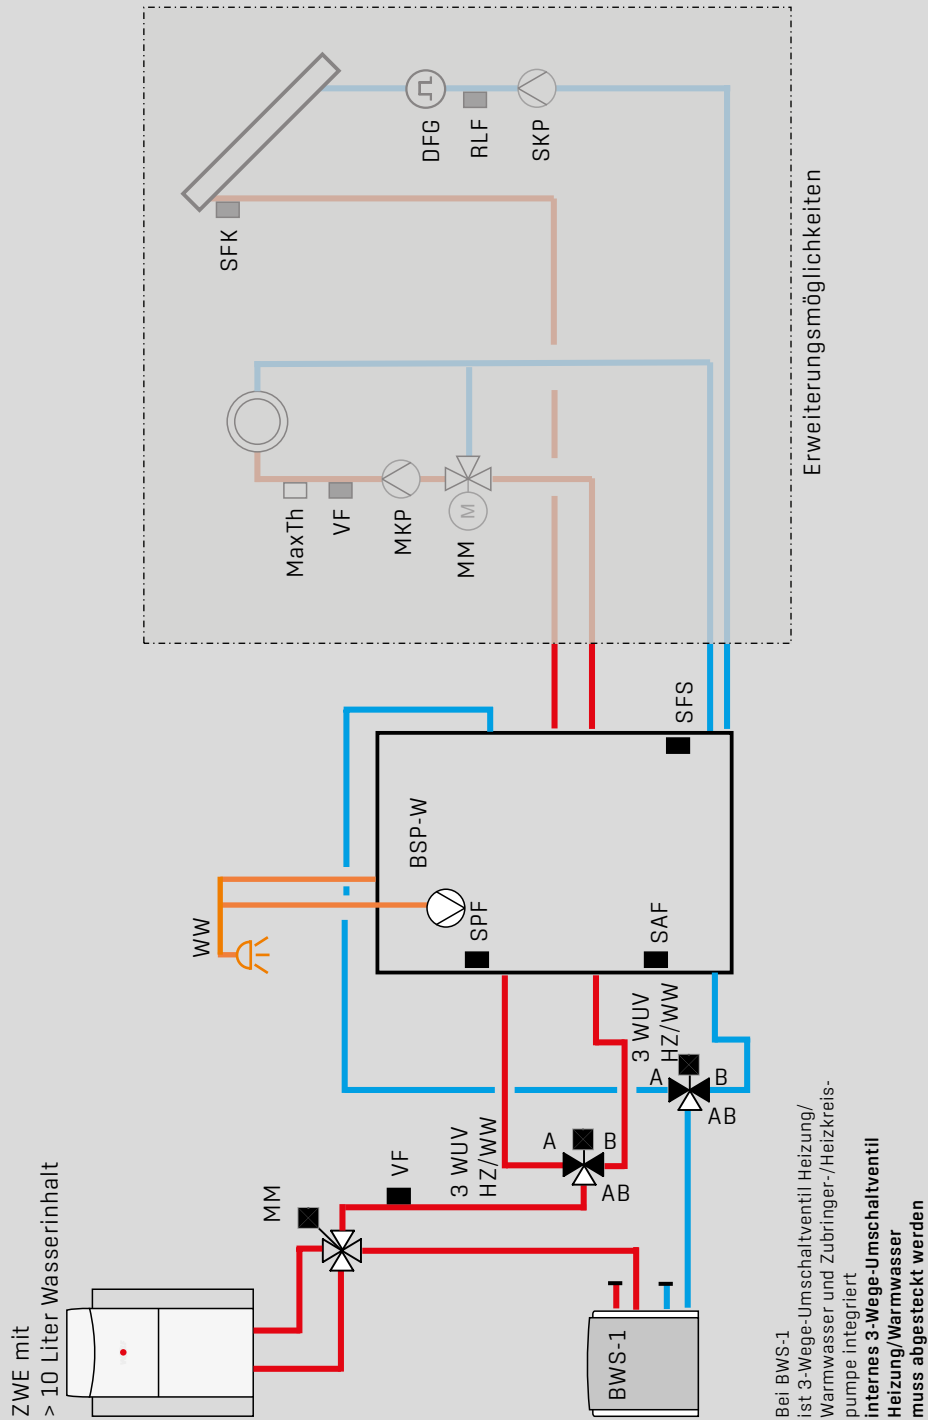 ZWE mit
> 10 Liter Wasserinhalt
MM
VF
3 WUV
HZ/WW
A
B
AB
3 WUV
HZ/WW
A
B
AB
BWS-1
WW
BSP-W
SPF
SAF
SFS
MaxTh
VF
MKP
MM
M
SFK
DFG
RLF
SKP
Erweiterungsmöglichkeiten
Bei BWS-1
ist 3-Wege-Umschaltventil Heizung/
Warmwasser und Zubringer-/Heizkreis-
pumpe integriert
internes 3-Wege-Umschaltventil
Heizung/Warmwasser
muss abgesteckt werden